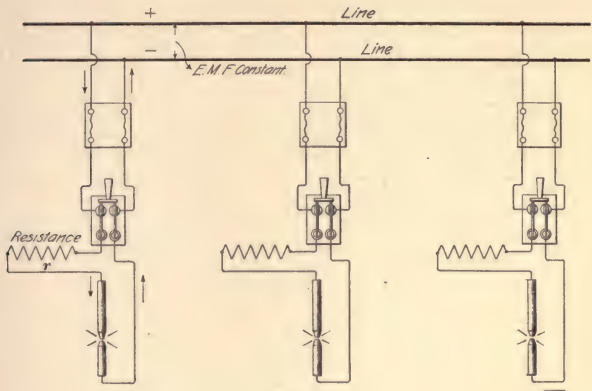 + Line
− Line
E.M.F Constant
Resistance
r